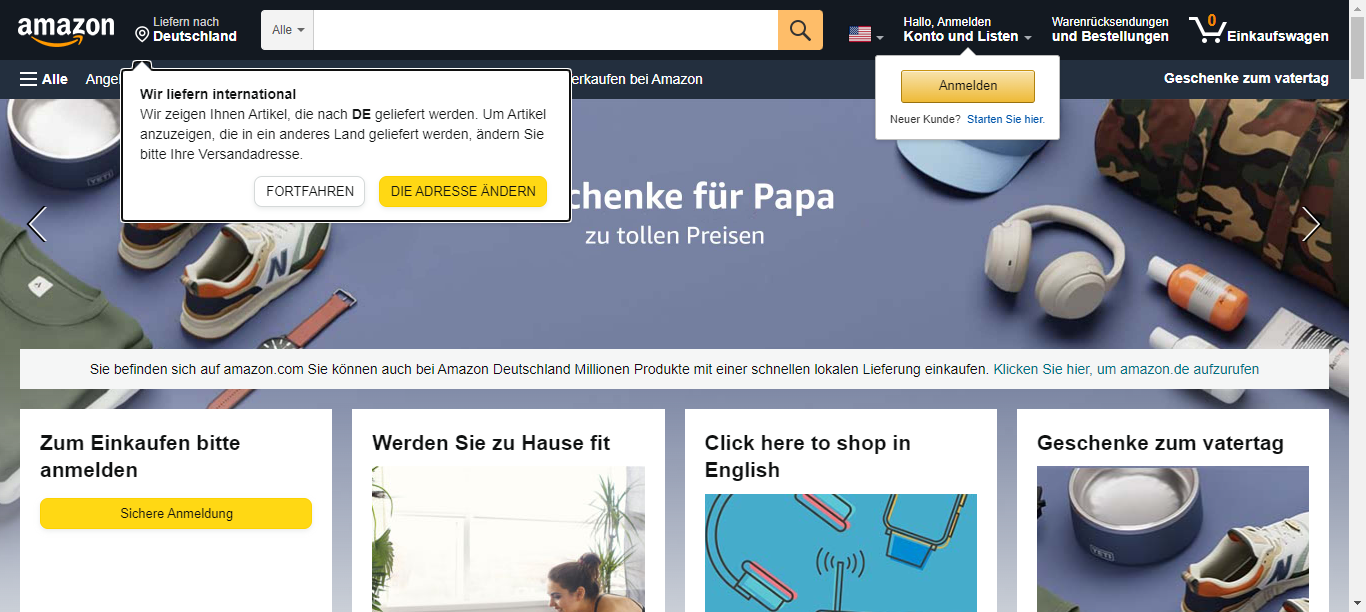 amazon
Liefern nach
Deutschland
Alle
Hallo, Anmelden
Konto und Listen
Warenrücksendungen
und Bestellungen
0
Einkaufswagen
Alle
Verkaufen bei Amazon
Geschenke zum vatertag
Wir liefern international
Wir zeigen Ihnen Artikel, die nach DE geliefert werden. Um Artikel
anzuzeigen, die in ein anderes Land geliefert werden, ändern Sie
bitte Ihre Versandadresse.
FORTFAHREN
DIE ADRESSE ÄNDERN
Anmelden
Neuer Kunde? Starten Sie hier.
chenke für Papa
zu tollen Preisen
Sie befinden sich auf amazon.com Sie können auch bei Amazon Deutschland Millionen Produkte mit einer schnellen lokalen Lieferung einkaufen. Klicken Sie hier, um amazon.de aufzurufen
Zum Einkaufen bitte
anmelden
Sichere Anmeldung
Werden Sie zu Hause fit
Click here to shop in
English
Geschenke zum vatertag
YETI